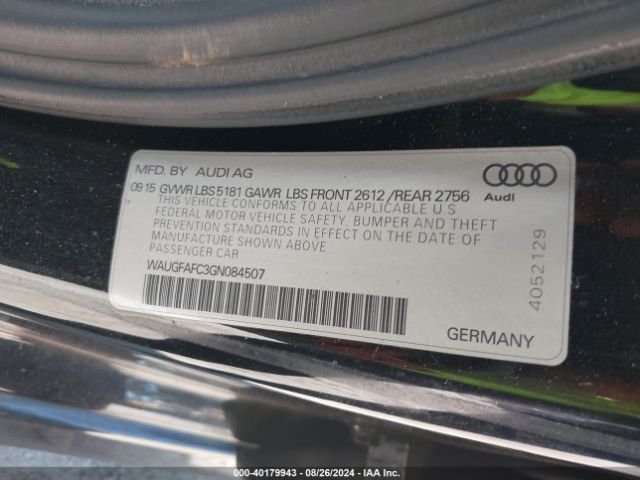 MFD. BY AUDI AG
09 15 GVWR LBS 5181 GAWR LBS FRONT 2612 /REAR 2756
THIS VEHICLE CONFORMS TO ALL APPLICABLE U S
FEDERAL MOTOR VEHICLE SAFETY, BUMPER AND THEFT
PREVENTION STANDARDS IN EFFECT ON THE DATE OF
MANUFACTURE SHOWN ABOVE
PASSENGER CAR
WAUGFAFC3GN084507
Audi
4052129
GERMANY
000-40179943 / 08/26/2024 / IAA Inc.